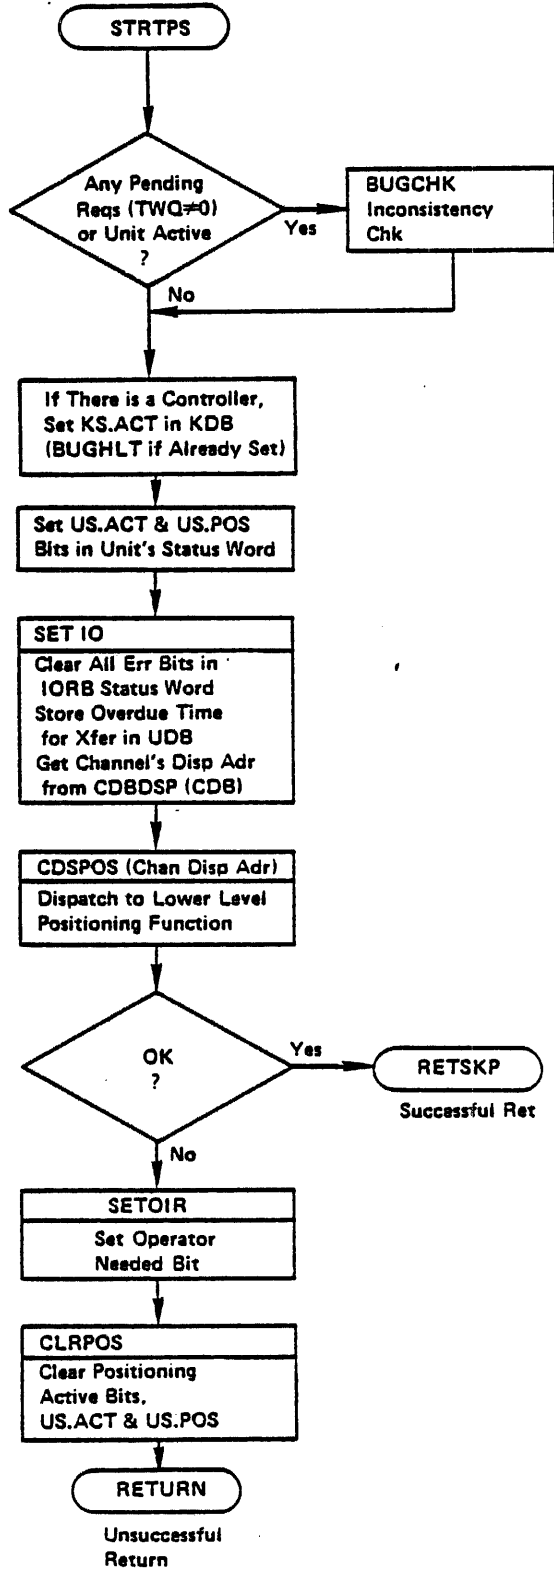 STRTPS
Any Pending
Reqs (TWQ≠0)
or Unit Active
?
Yes
BUGCHK
Inconsistency
Chk
No
If There is a Controller,
Set KS.ACT in KDB
(BUGHLT if Already Set)
Set US.ACT & US.POS
Bits in Unit's Status Word
SET IO
Clear All Err Bits in
IORB Status Word
Store Overdue Time
for Xfer in UDB
Get Channel's Disp Adr
from CDBDSP (CDB)
CDSPOS (Chan Disp Adr)
Dispatch to Lower Level
Positioning Function
OK
?
Yes
RETSKP
Successful Ret
No
SETOIR
Set Operator
Needed Bit
CLRPOS
Clear Positioning
Active Bits,
US.ACT & US.POS
RETURN
Unsuccessful
Return